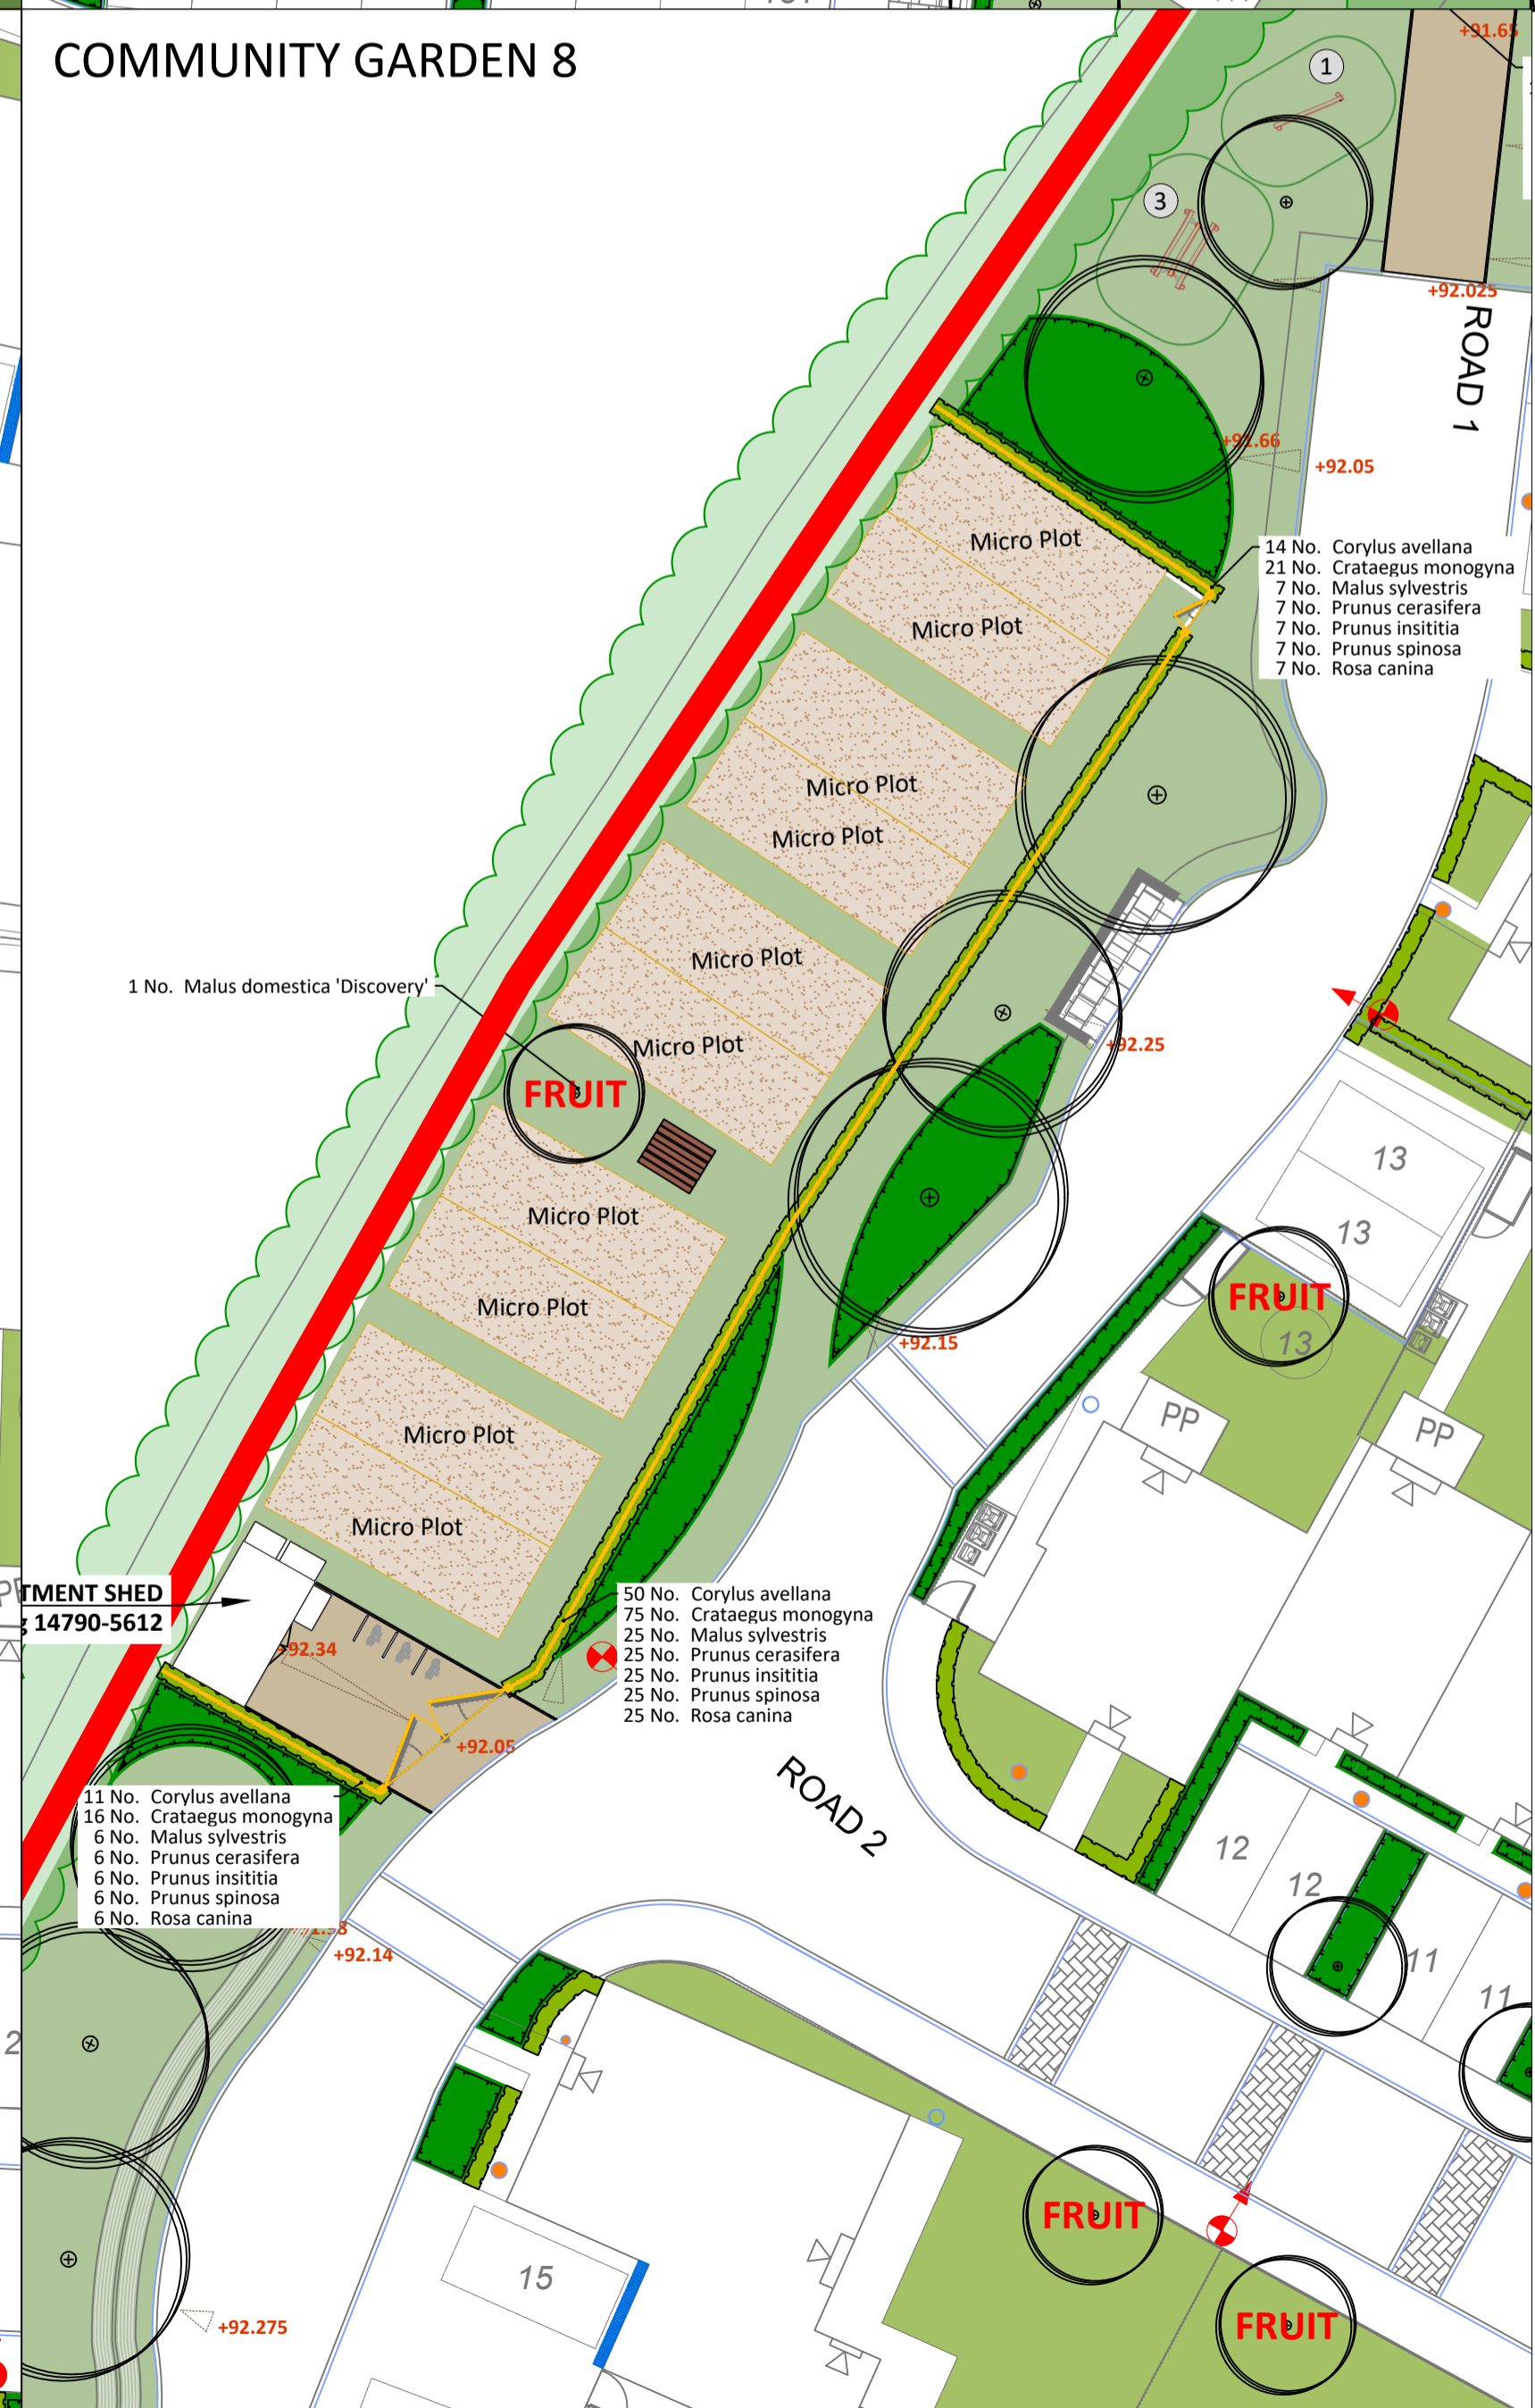 COMMUNITY GARDEN 8
+91.65
1
3
+92.025
ROAD 1
+91.66
+92.05
Micro Plot
14 No. Corylus avellana
21 No. Crataegus monogyna
7 No. Malus sylvestris
7 No. Prunus cerasifera
7 No. Prunus insititia
7 No. Prunus spinosa
7 No. Rosa canina
Micro Plot
Micro Plot
Micro Plot
Micro Plot
1 No. Malus domestica 'Discovery'
Micro Plot
+92.25
FRUIT
13
Micro Plot
13
FRUIT
Micro Plot
13
+92.15
PP
PP
Micro Plot
Micro Plot
TMENT SHED
14790-5612
50 No. Corylus avellana
75 No. Crataegus monogyna
25 No. Malus sylvestris
25 No. Prunus cerasifera
25 No. Prunus insititia
25 No. Prunus spinosa
25 No. Rosa canina
+92.34
+92.05
11 No. Corylus avellana
16 No. Crataegus monogyna
6 No. Malus sylvestris
6 No. Prunus cerasifera
6 No. Prunus insititia
6 No. Prunus spinosa
6 No. Rosa canina
ROAD 2
12
12
11
11
+92.14
2
15
FRUIT
FRUIT
+92.275